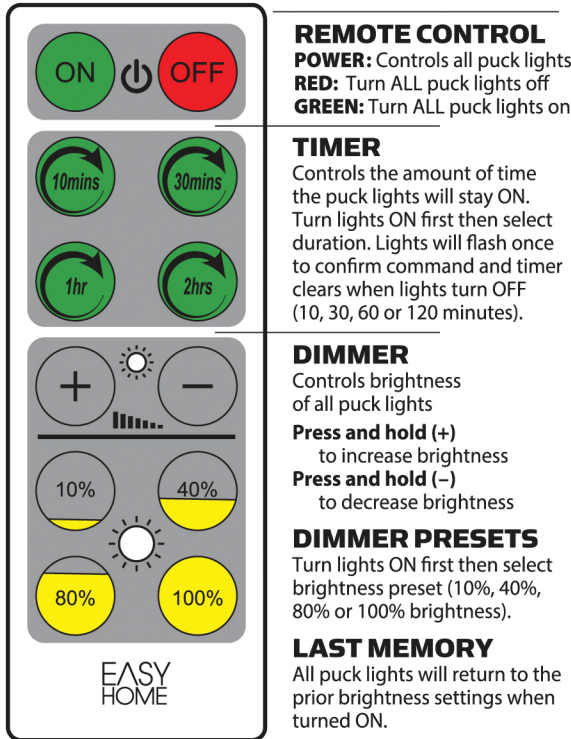 ON OFF
10mins 30mins
1hr 2hrs
+ −
10% 40%
80% 100%
EASY
HOME
REMOTE CONTROL
POWER: Controls all puck lights
RED: Turn ALL puck lights off
GREEN: Turn ALL puck lights on
TIMER
Controls the amount of time
the puck lights will stay ON.
Turn lights ON first then select
duration. Lights will flash once
to confirm command and timer
clears when lights turn OFF
(10, 30, 60 or 120 minutes).
DIMMER
Controls brightness
of all puck lights
Press and hold (+)
to increase brightness
Press and hold (−)
to decrease brightness
DIMMER PRESETS
Turn lights ON first then select
brightness preset (10%, 40%,
80% or 100% brightness).
LAST MEMORY
All puck lights will return to the
prior brightness settings when
turned ON.